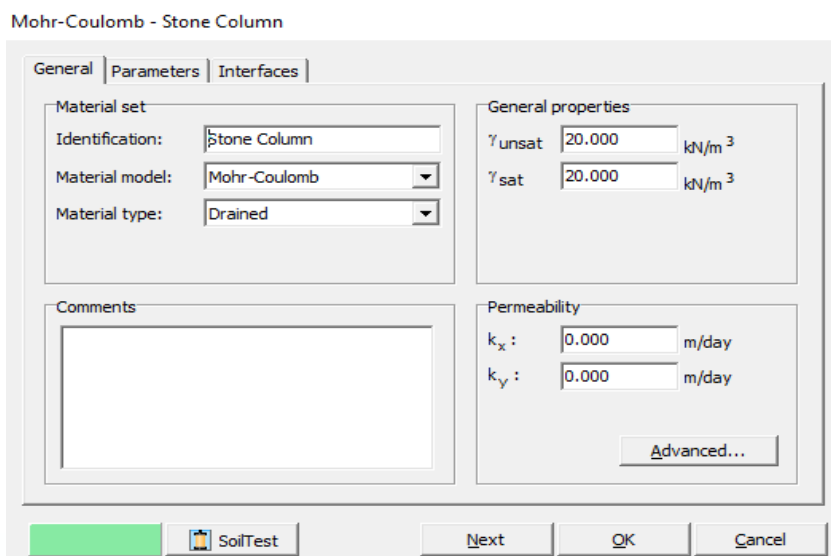 Mohr-Coulomb - Stone Column
General Parameters Interfaces
Material set
Identification: Stone Column
Material model: Mohr-Coulomb
Material type: Drained
General properties
γunsat 20.000 kN/m 3
γsat 20.000 kN/m 3
Comments
Permeability
kx : 0.000 m/day
ky : 0.000 m/day
Advanced...
SoilTest Next OK Cancel